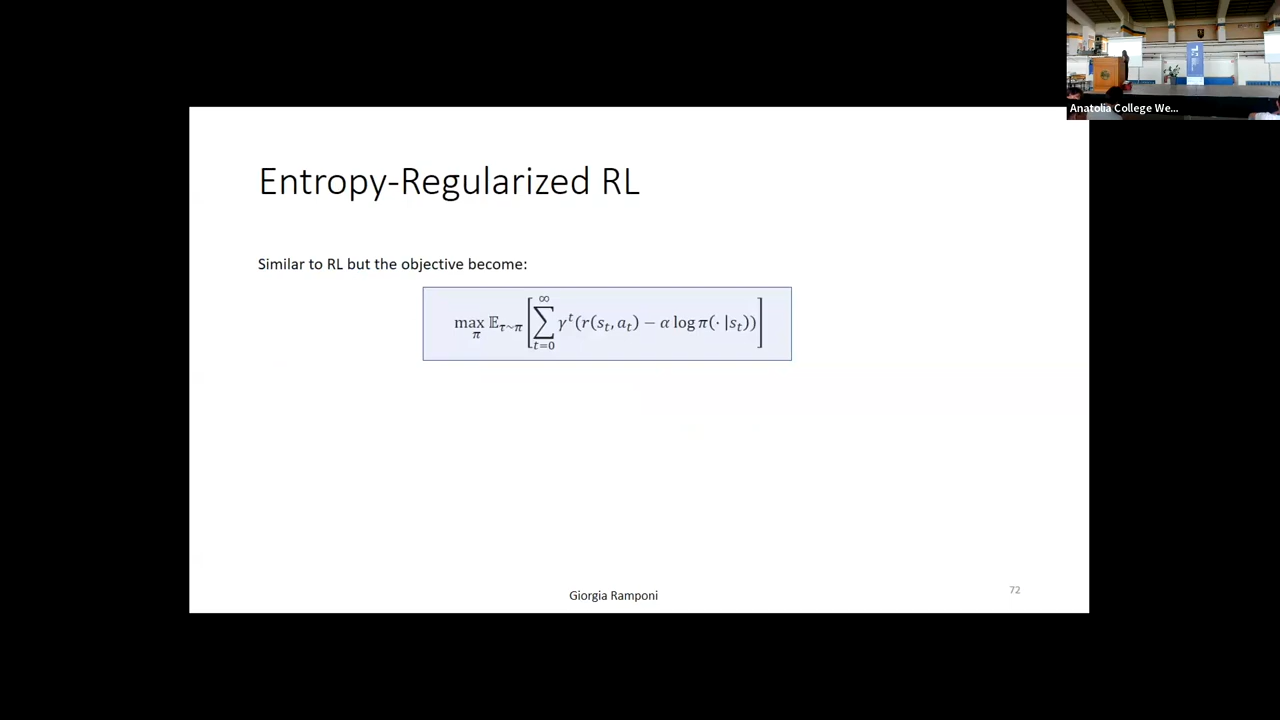 Anatolia College We...
Entropy-Regularized RL
Similar to RL but the objective become:
max_π 𝔼_{τ~π} [ ∑_{t=0}^{∞} γ^t (r(s_t, a_t) − α log π(· |s_t)) ]
Giorgia Ramponi
72